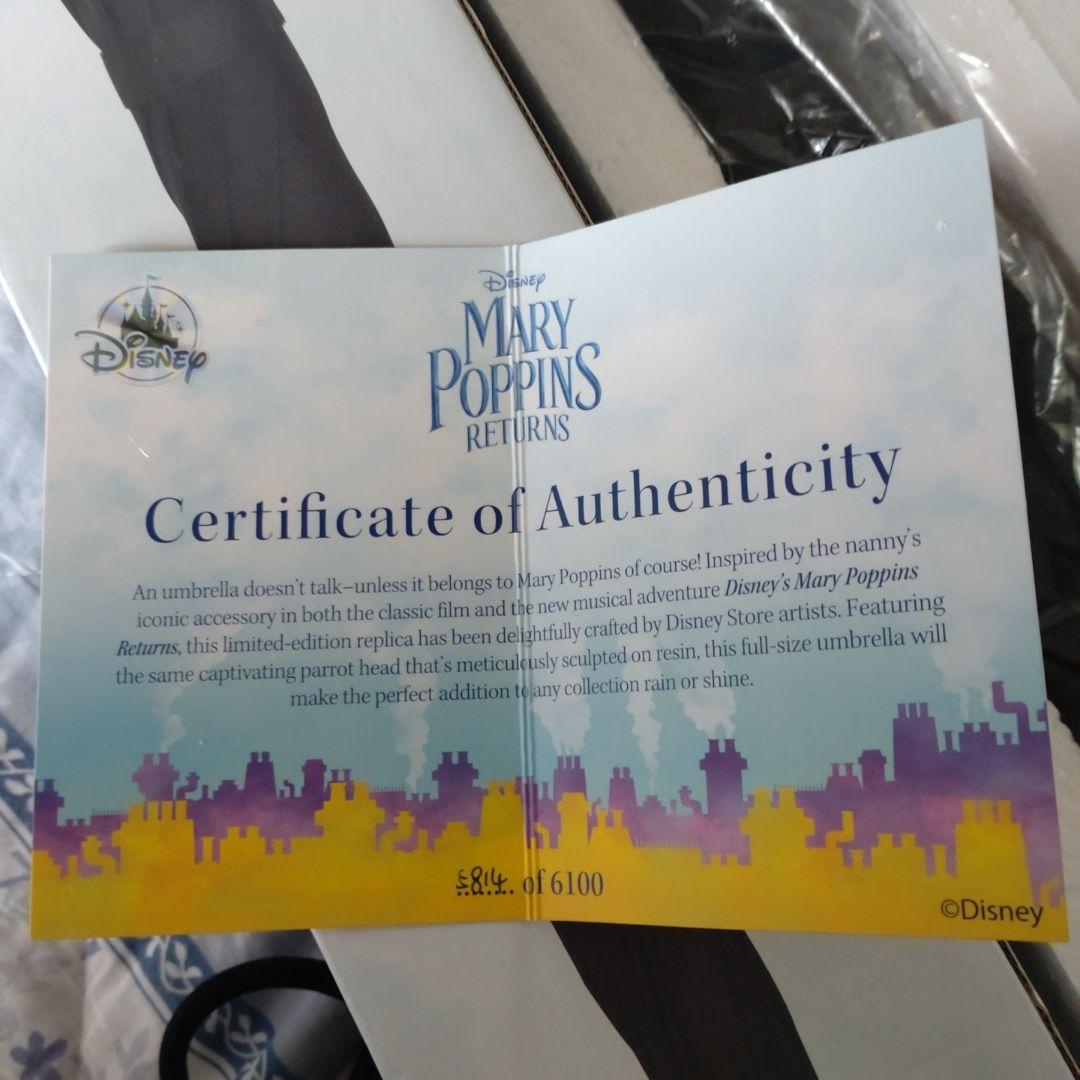 Disney
Disney
MARY
POPPINS
RETURNS
Certificate of Authenticity
An umbrella doesn't talk–unless it belongs to Mary Poppins of course! Inspired by the nanny's
iconic accessory in both the classic film and the new musical adventure Disney's Mary Poppins
Returns, this limited-edition replica has been delightfully crafted by Disney Store artists. Featuring
the same captivating parrot head that's meticulously sculpted on resin, this full-size umbrella will
make the perfect addition to any collection rain or shine.
5814 of 6100
©Disney